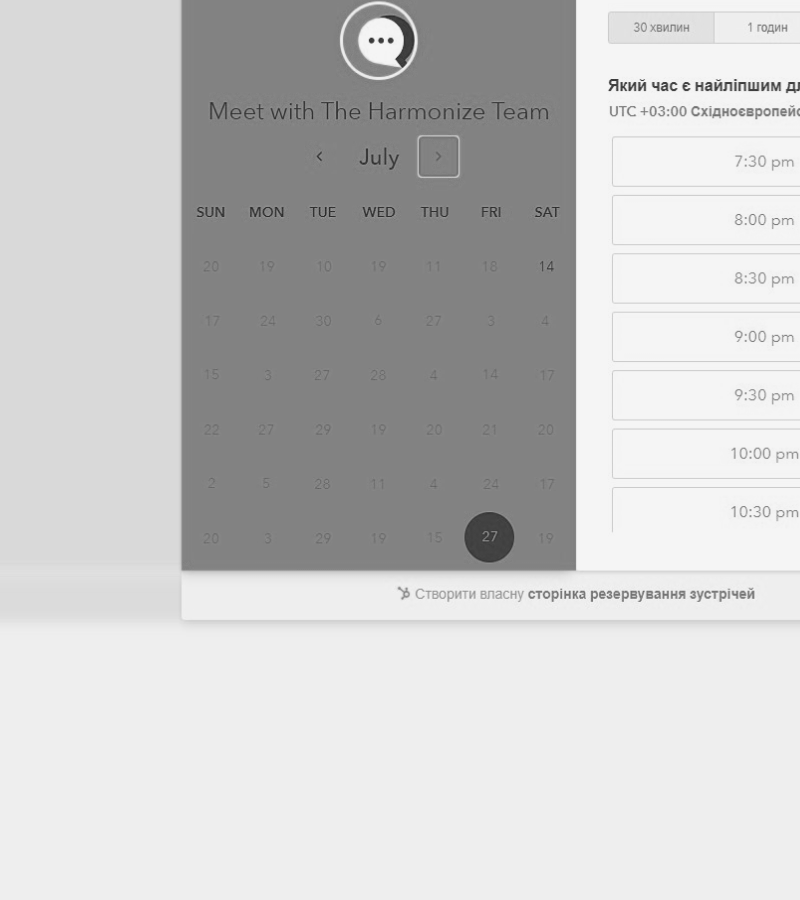 Meet with The Harmonize Team
July
SUN MON TUE WED THU FRI SAT
20 19 10 19 11 18 14
17 24 30 6 27 3 4
15 3 27 28 4 14 17
22 27 29 19 20 21 20
2 5 28 11 4 24 17
20 3 29 19 15 27 19
30 хвилин 1 годин
Який час є найліпшим дл
UTC +03:00 Східноєвропейс
7:30 pm
8:00 pm
8:30 pm
9:00 pm
9:30 pm
10:00 pm
10:30 pm
Створити власну сторінка резервування зустрічей